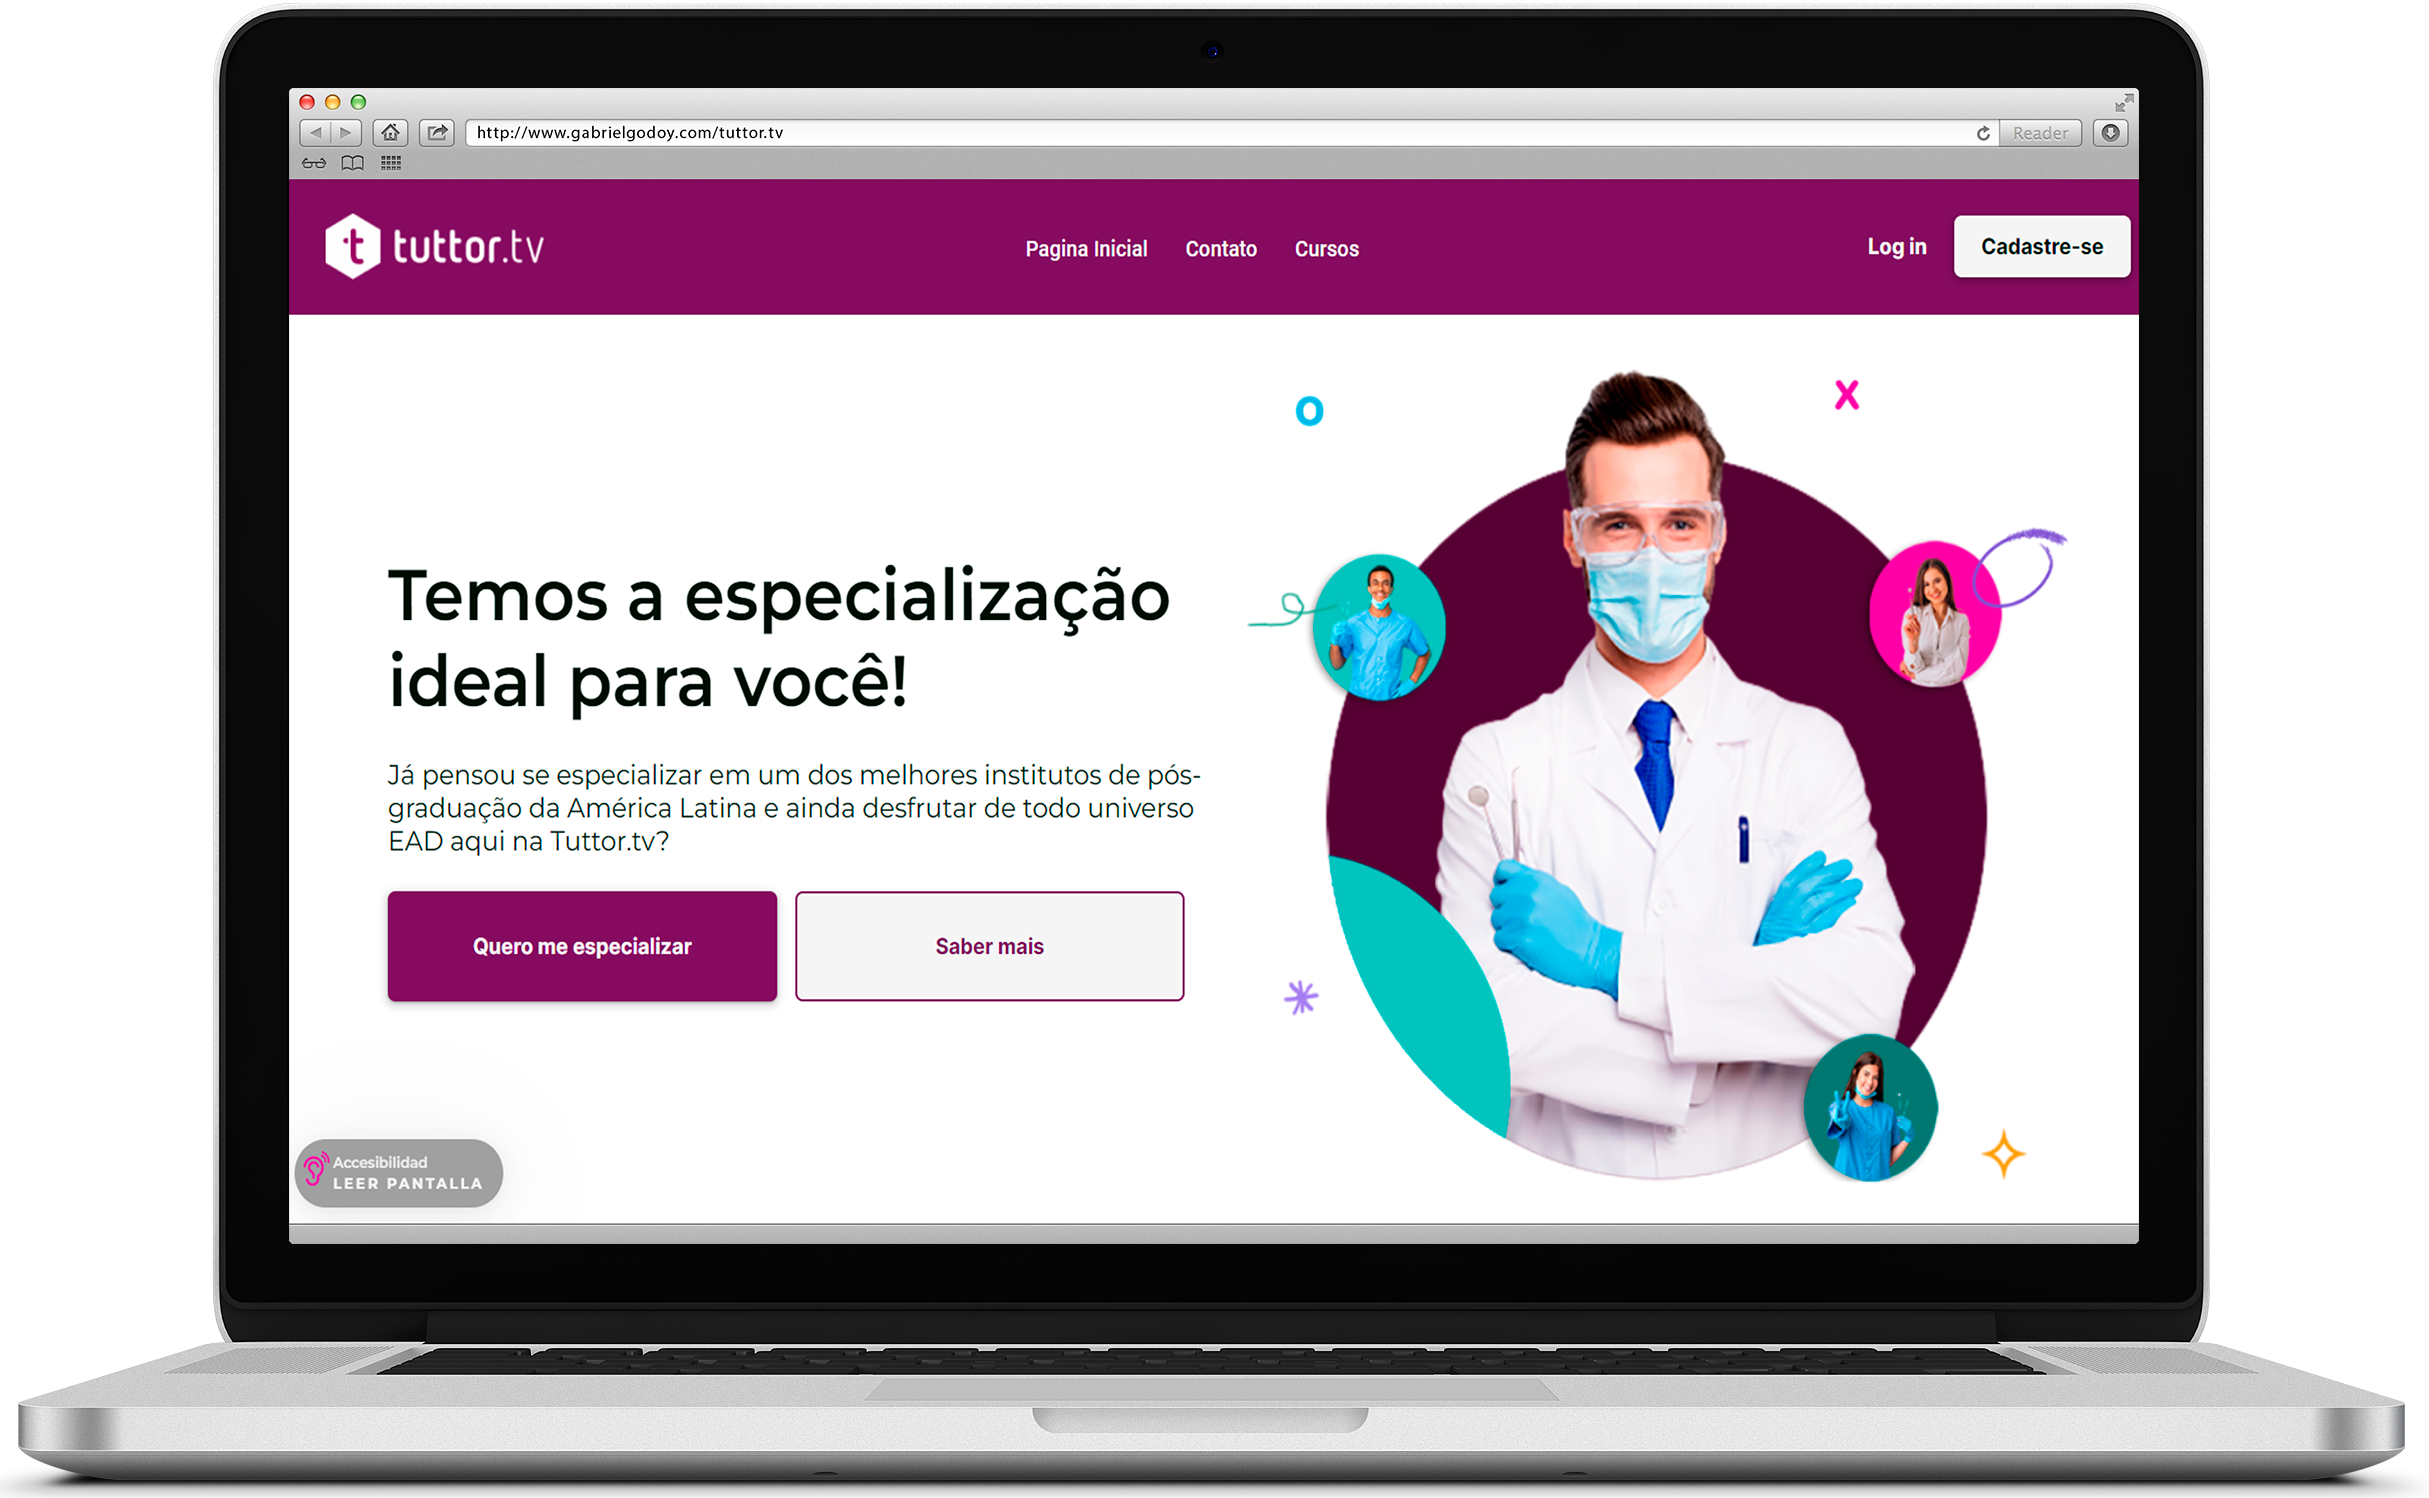 http://www.gabrielgodoy.com/tuttor.tv
Reader
t tuttor.tv
Pagina Inicial
Contato
Cursos
Log in
Cadastre-se
o
x
Temos a especialização
ideal para você!
Já pensou se especializar em um dos melhores institutos de pós-
graduação da América Latina e ainda desfrutar de todo universo
EAD aqui na Tuttor.tv?
Quero me especializar
Saber mais
Accesibilidad
LEER PANTALLA